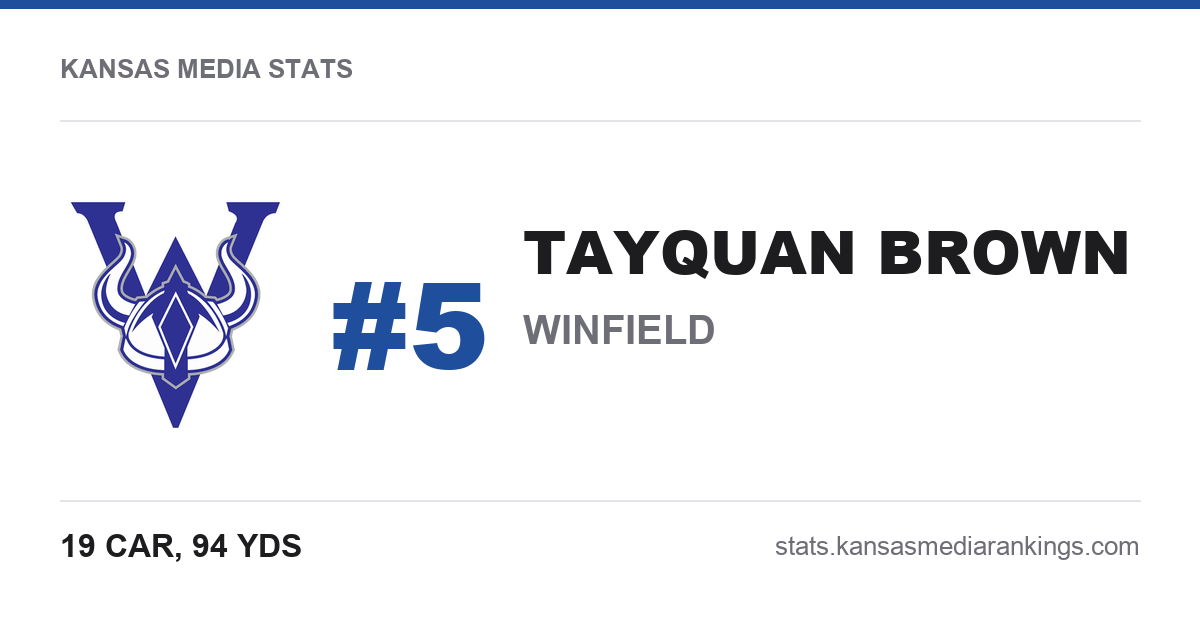 KANSAS MEDIA STATS
#5
TAYQUAN BROWN
WINFIELD
19 CAR, 94 YDS
stats.kansasmediarankings.com